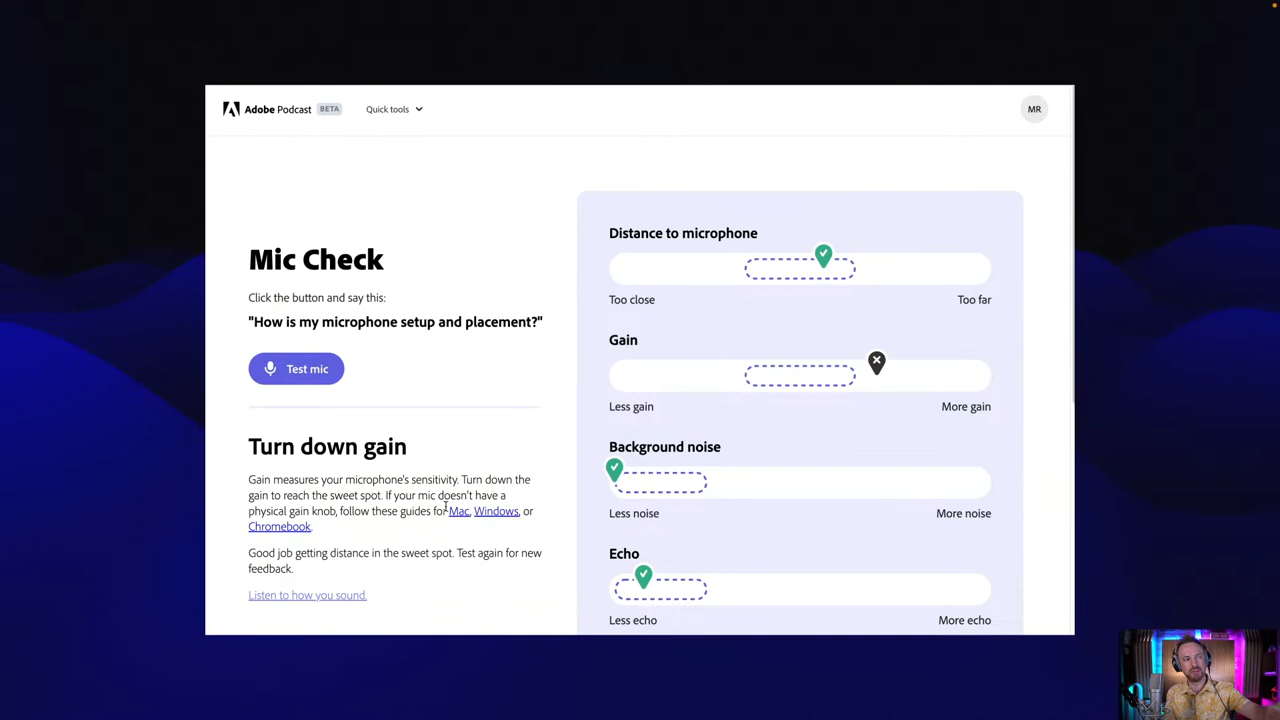 Adobe Podcast BETA
Quick tools
MR
Mic Check
Click the button and say this:
"How is my microphone setup and placement?"
Test mic
Turn down gain
Gain measures your microphone's sensitivity. Turn down the
gain to reach the sweet spot. If your mic doesn't have a
physical gain knob, follow these guides for Mac, Windows, or
Chromebook.
Good job getting distance in the sweet spot. Test again for new
feedback.
Listen to how you sound.
Distance to microphone
Too close
Too far
Gain
Less gain
More gain
Background noise
Less noise
More noise
Echo
Less echo
More echo